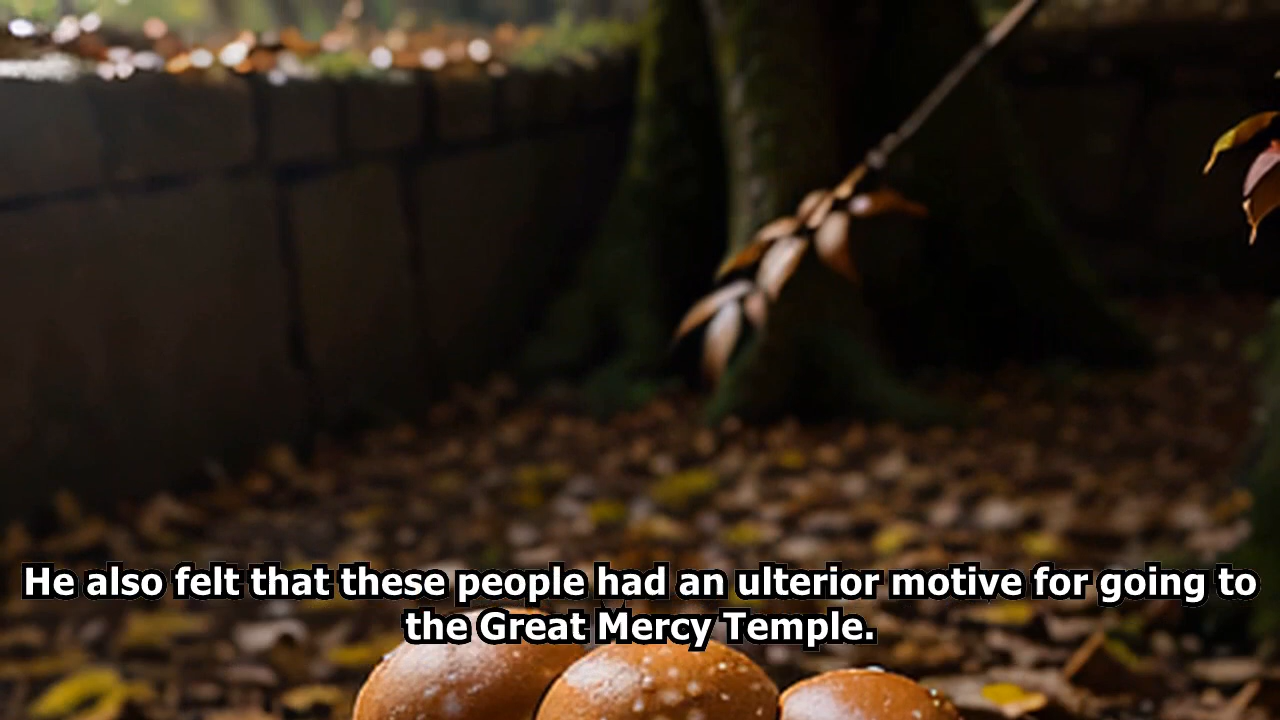 He also felt that these people had an ulterior motive for going to
the Great Mercy Temple.